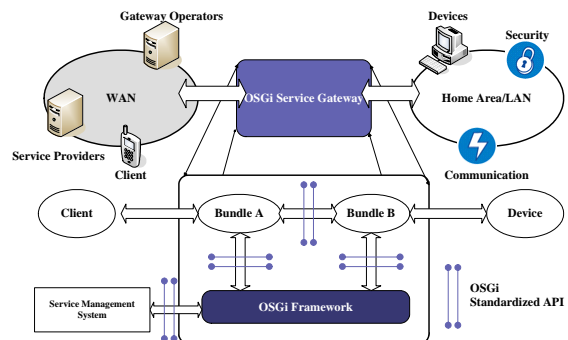 Gateway Operators
Devices
Security
WAN
OSGi Service Gateway
Home Area/LAN
Service Providers
Client
Communication
Client
Bundle A
Bundle B
Device
Service Management
System
OSGi Framework
OSGi
Standardized API